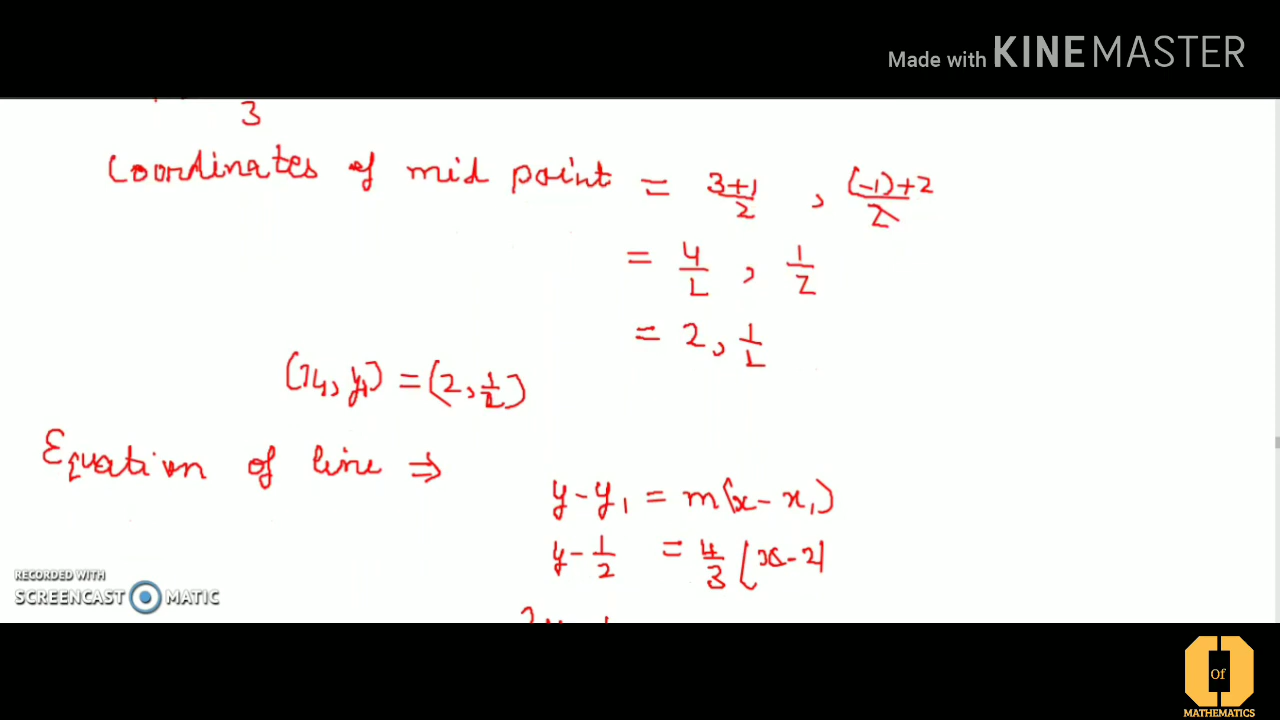 Made with KINEMASTER
3
Coordinates of mid point = 3+1/2 , (-1)+2/2
= 4/2 , 1/2
= 2, 1/2
(x1, y1) = (2, 1/2)
Equation of line ⇒
y - y1 = m(x - x1)
y - 1/2 = 4/3 [x - 2]
RECORDED WITH
SCREENCAST MATIC
Of
MATHEMATICS